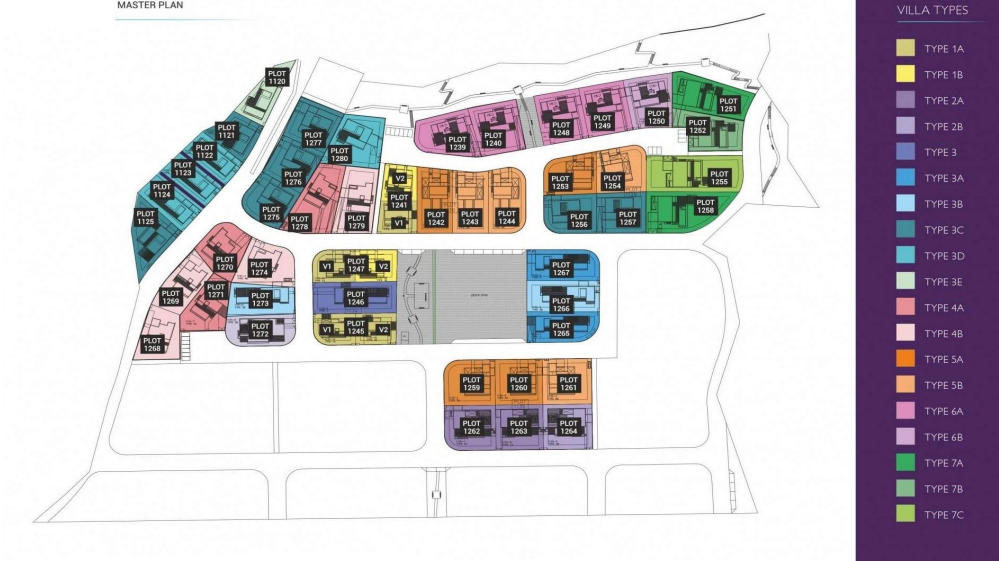 MASTER PLAN
VILLA TYPES
TYPE 1A
TYPE 1B
TYPE 2A
TYPE 2B
TYPE 3
TYPE 3A
TYPE 3B
TYPE 3C
TYPE 3D
TYPE 3E
TYPE 4A
TYPE 4B
TYPE 5A
TYPE 5B
TYPE 6A
TYPE 6B
TYPE 7A
TYPE 7B
TYPE 7C
PLOT
1120
PLOT
1121
PLOT
1122
PLOT
1123
PLOT
1124
PLOT
1125
PLOT
1277
PLOT
1280
PLOT
1276
PLOT
1275
PLOT
1278
PLOT
1279
V2
PLOT
1241
V1
PLOT
1242
PLOT
1243
PLOT
1244
PLOT
1239
PLOT
1240
PLOT
1248
PLOT
1249
PLOT
1250
PLOT
1251
PLOT
1252
PLOT
1253
PLOT
1254
PLOT
1255
PLOT
1256
PLOT
1257
PLOT
1258
PLOT
1270
PLOT
1274
PLOT
1269
PLOT
1271
PLOT
1273
PLOT
1272
PLOT
1268
V1
PLOT
1247
V2
PLOT
1246
V1
PLOT
1245
V2
PLOT
1267
PLOT
1266
PLOT
1265
PLOT
1259
PLOT
1260
PLOT
1261
PLOT
1262
PLOT
1263
PLOT
1264